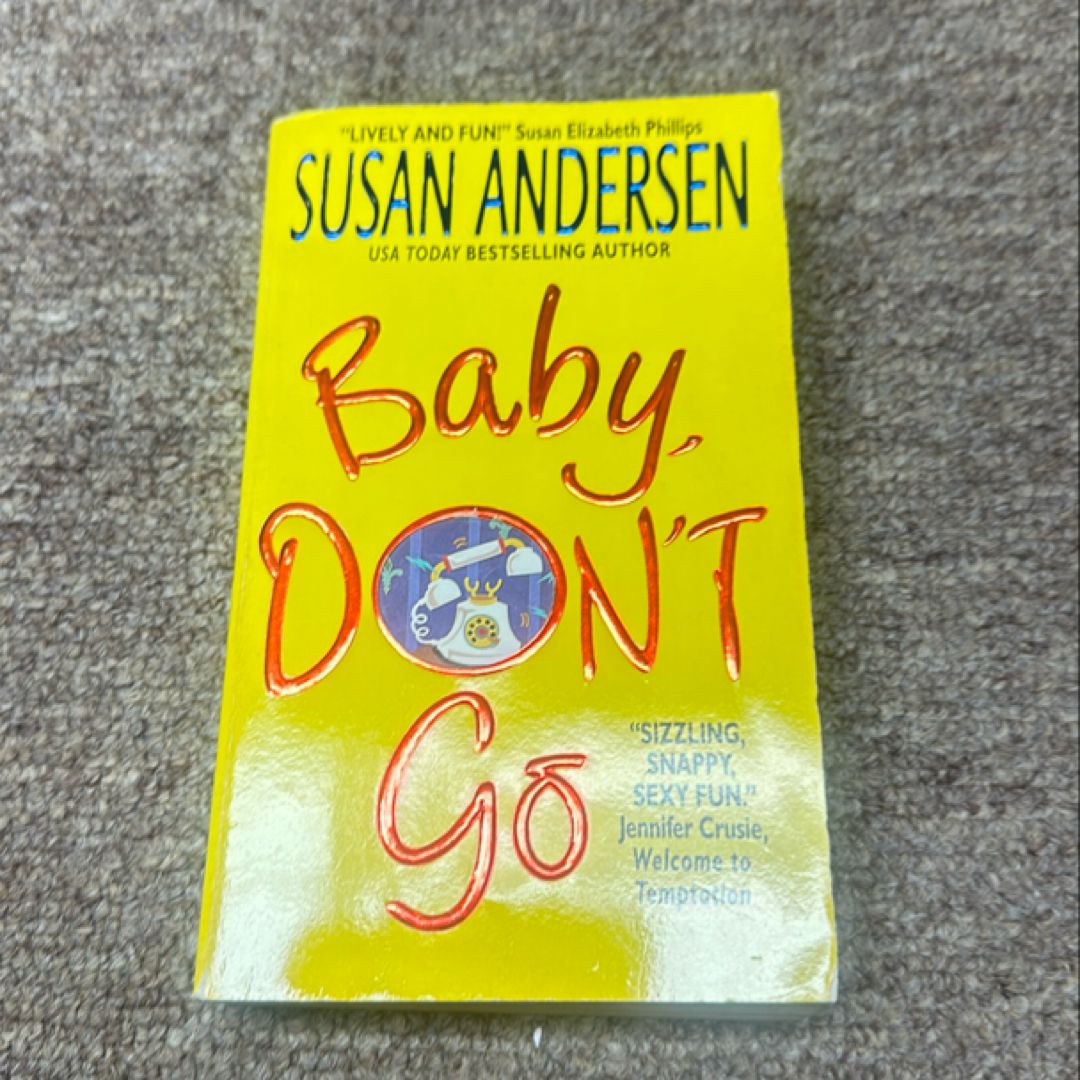 "LIVELY AND FUN!" Susan Elizabeth Phillips
SUSAN ANDERSEN
USA TODAY BESTSELLING AUTHOR
Baby,
DON'T
Go
"SIZZLING,
SNAPPY,
SEXY FUN."
Jennifer Crusie,
Welcome to
Temptation